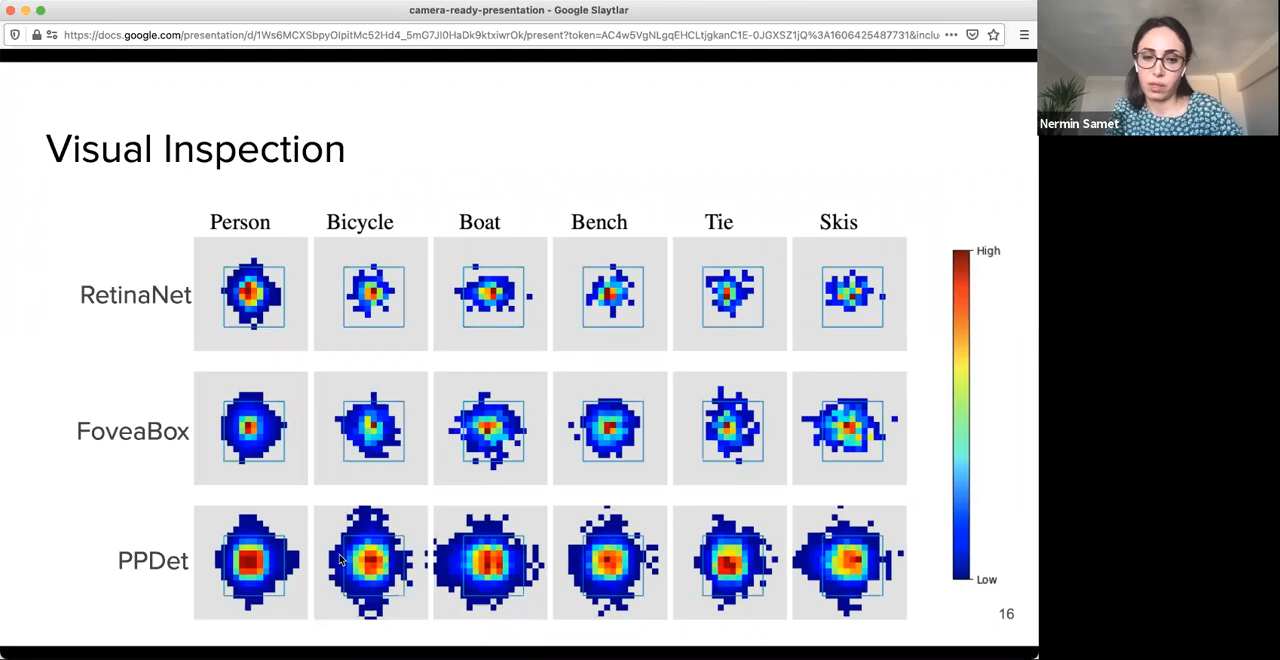 camera-ready-presentation - Google Slaytlar
https://docs.google.com/presentation/d/1Ws6MCXSbpyOlpitMc52Hd4_5mG7Jl0HaDk9ktxiwrOk/present?token=AC4w5VgNLgqEHCLtjgkanC1E-0JGXSZ1jQ%3A1606425487731&inclu
Nermin Samet
Visual Inspection
Person Bicycle Boat Bench Tie Skis
High
RetinaNet
FoveaBox
PPDet
Low
16